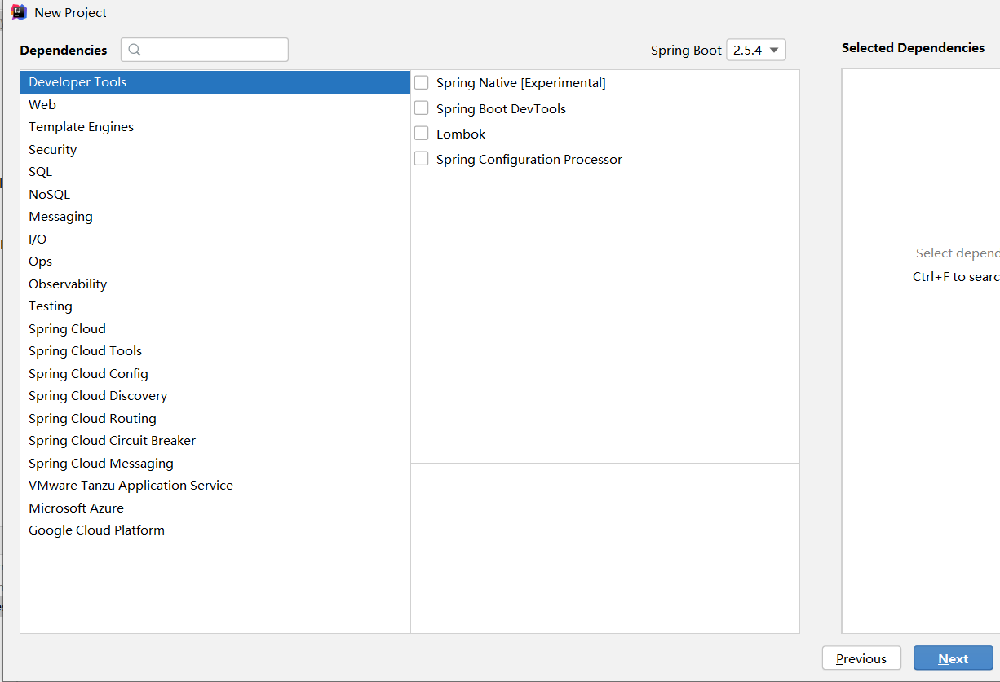 New Project
Dependencies
Spring Boot 2.5.4
Selected Dependencies
Developer Tools
Web
Template Engines
Security
SQL
NoSQL
Messaging
I/O
Ops
Observability
Testing
Spring Cloud
Spring Cloud Tools
Spring Cloud Config
Spring Cloud Discovery
Spring Cloud Routing
Spring Cloud Circuit Breaker
Spring Cloud Messaging
VMware Tanzu Application Service
Microsoft Azure
Google Cloud Platform
Spring Native [Experimental]
Spring Boot DevTools
Lombok
Spring Configuration Processor
Select depenc
Ctrl+F to searc
Previous
Next